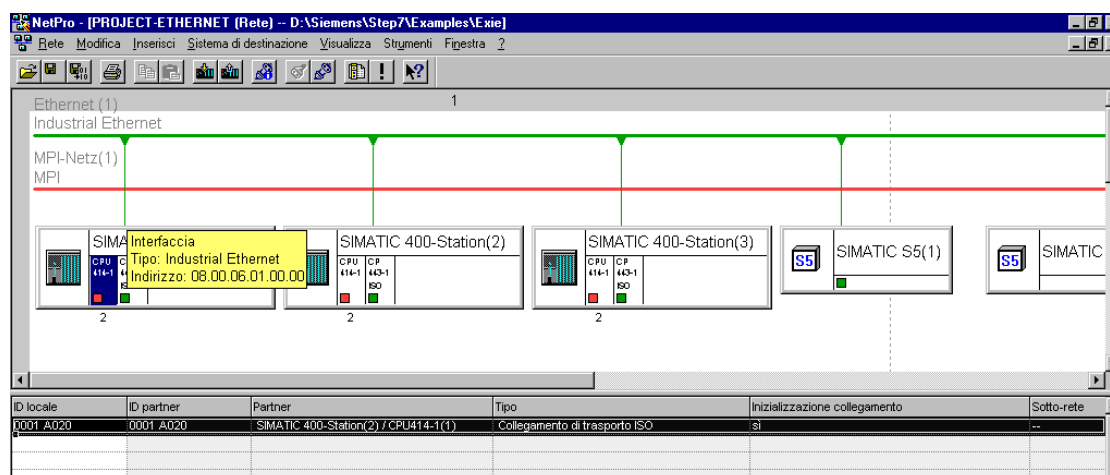 NetPro - [PROJECT-ETHERNET (Rete) -- D:\Siemens\Step7\Examples\Exie]
Rete Modifica Inserisci Sistema di destinazione Visualizza Strumenti Finestra ?
Ethernet (1) 1
Industrial Ethernet
MPI-Netz(1)
MPI
SIMA
CPU
414-1
Interfaccia
Tipo: Industrial Ethernet
Indirizzo: 08.00.06.01.00.00
2
SIMATIC 400-Station(2)
CPU CP
414-1 443-1
ISO
2
SIMATIC 400-Station(3)
CPU CP
414-1 443-1
ISO
2
S5 SIMATIC S5(1)
S5 SIMATIC
ID locale ID partner Partner Tipo Inizializzazione collegamento Sotto-rete
0001 A020 0001 A020 SIMATIC 400-Station(2) / CPU414-1(1) Collegamento di trasporto ISO sì --